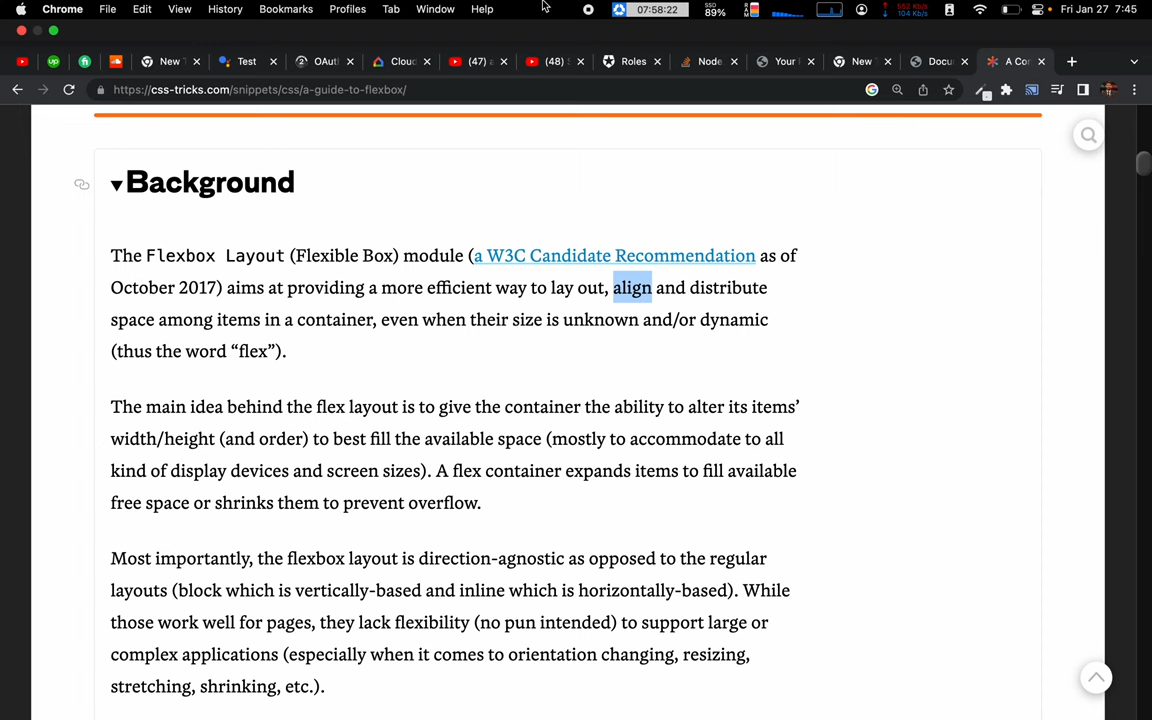 Chrome File Edit View History Bookmarks Profiles Tab Window Help 07:58:22 SSD 89% 552 Kb/s 104 Kb/s Fri Jan 27 7:45
New T Test OAuth Cloud (47) a (48) S Roles Node Your New T Docu A Con
https://css-tricks.com/snippets/css/a-guide-to-flexbox/
▼Background
The Flexbox Layout (Flexible Box) module (a W3C Candidate Recommendation as of
October 2017) aims at providing a more efficient way to lay out, align and distribute
space among items in a container, even when their size is unknown and/or dynamic
(thus the word “flex”).
The main idea behind the flex layout is to give the container the ability to alter its items’
width/height (and order) to best fill the available space (mostly to accommodate to all
kind of display devices and screen sizes). A flex container expands items to fill available
free space or shrinks them to prevent overflow.
Most importantly, the flexbox layout is direction-agnostic as opposed to the regular
layouts (block which is vertically-based and inline which is horizontally-based). While
those work well for pages, they lack flexibility (no pun intended) to support large or
complex applications (especially when it comes to orientation changing, resizing,
stretching, shrinking, etc.).